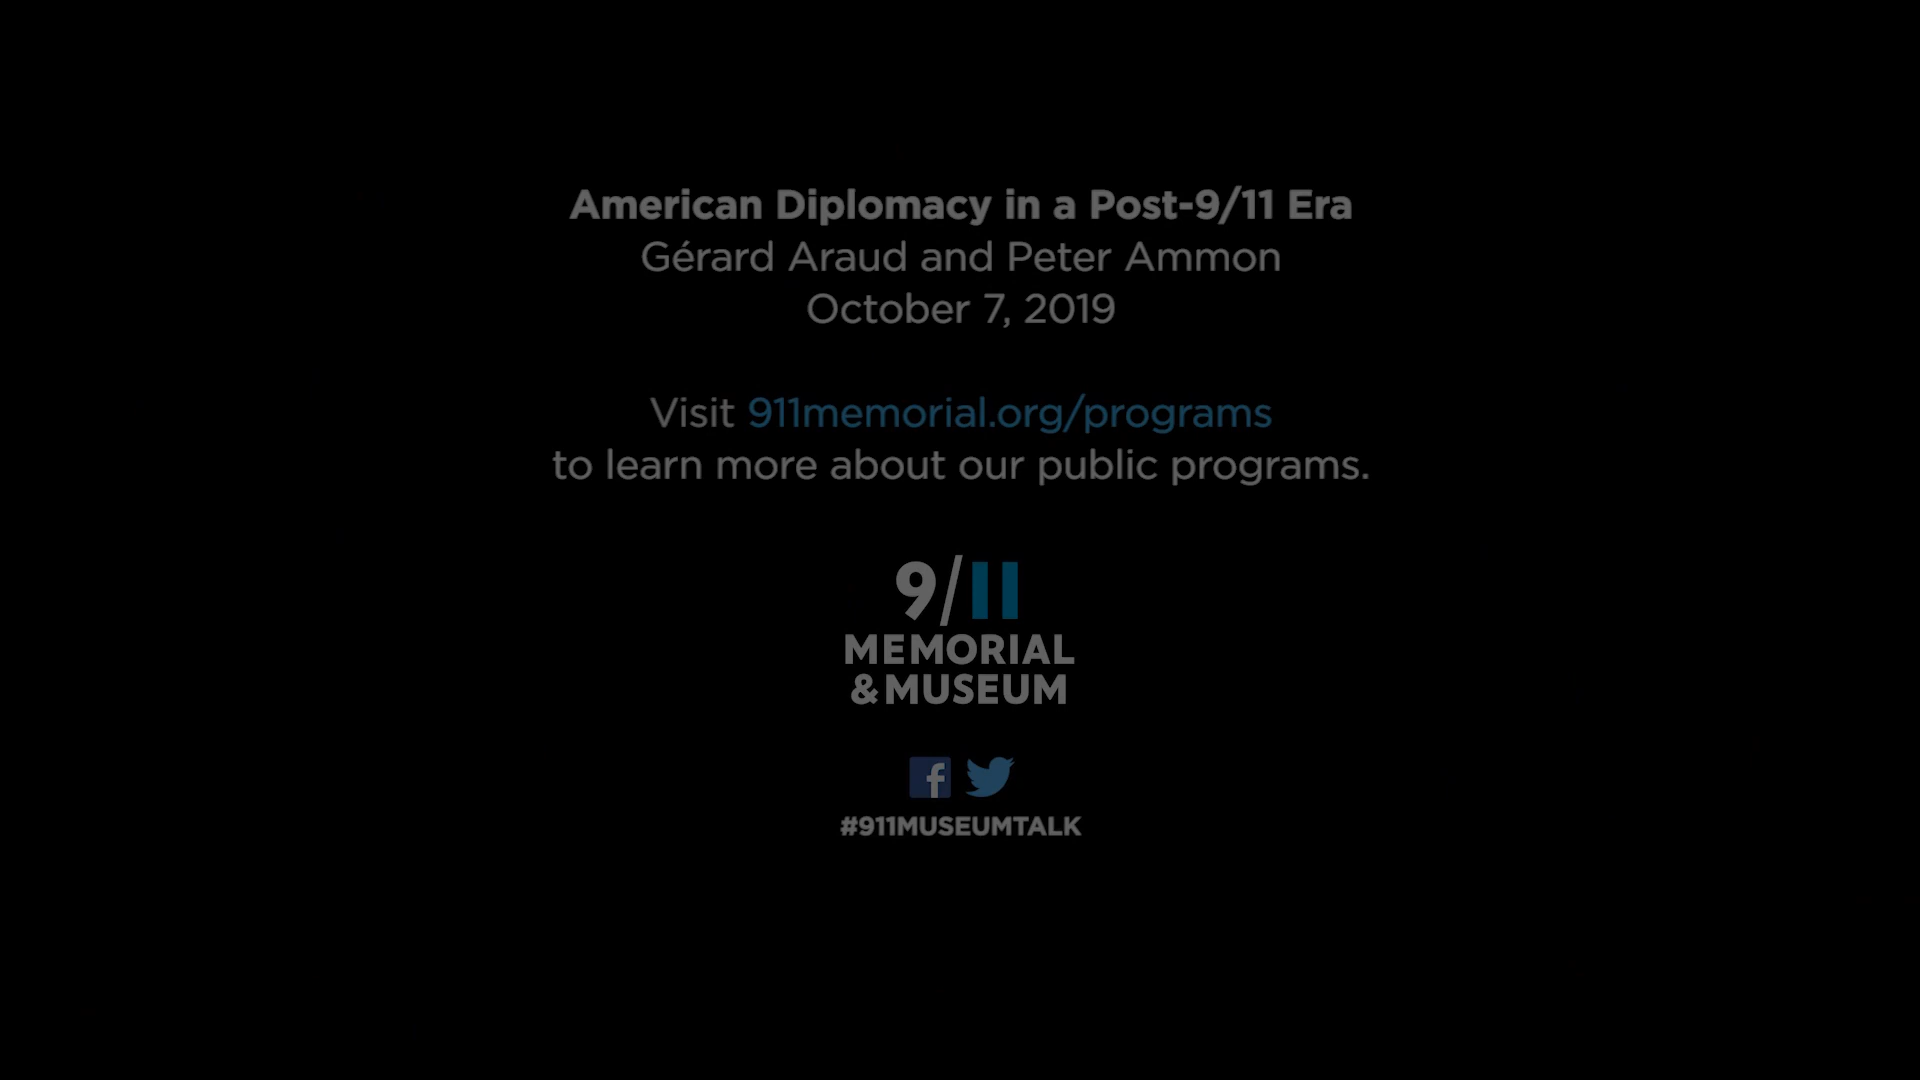 American Diplomacy in a Post-9/11 Era
Gérard Araud and Peter Ammon
October 7, 2019
Visit 911memorial.org/programs
to learn more about our public programs.
9/11
MEMORIAL
& MUSEUM
f
#911MUSEUMTALK